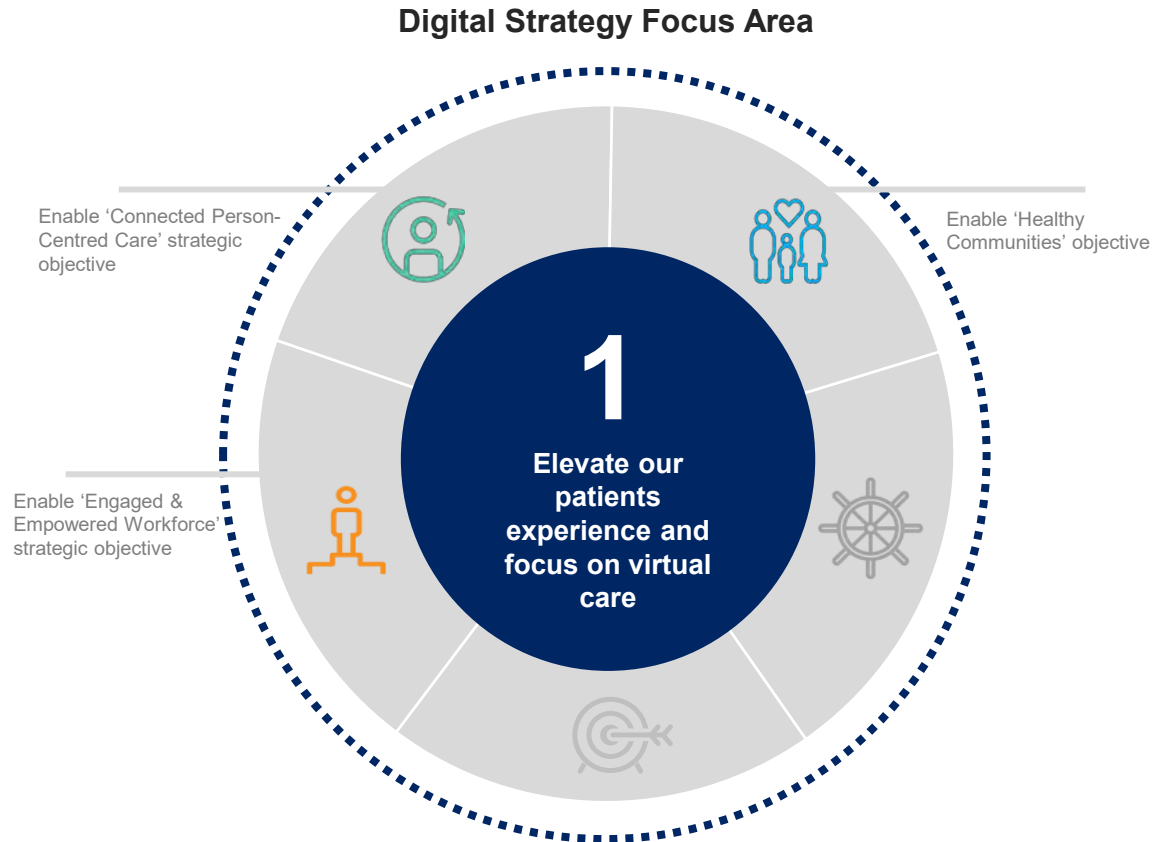 Digital Strategy Focus Area
Enable ‘Connected Person-
Centred Care’ strategic
objective
Enable ‘Healthy
Communities’ objective
1
Elevate our
patients
experience and
focus on virtual
care
Enable ‘Engaged &
Empowered Workforce’
strategic objective